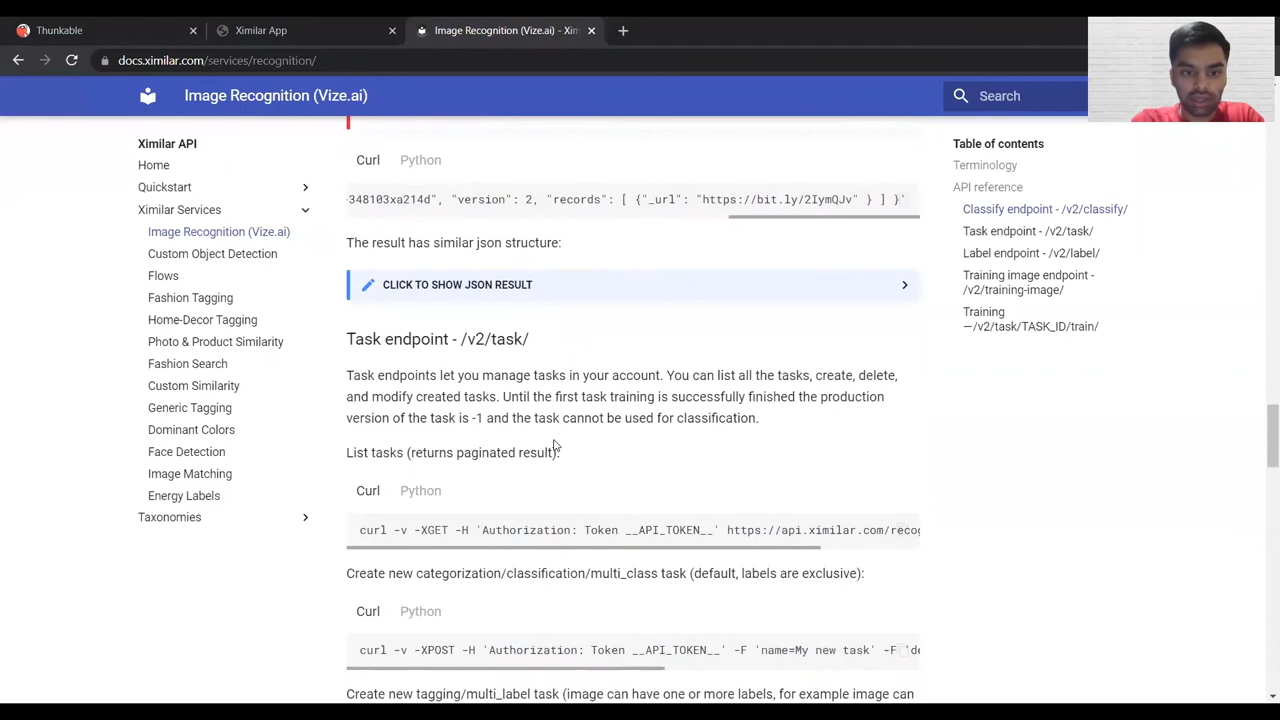 Thunkable
Ximilar App
Image Recognition (Vize.ai) - Xim
docs.ximilar.com/services/recognition/
Image Recognition (Vize.ai)
Search
Ximilar API
Home
Quickstart
Ximilar Services
Image Recognition (Vize.ai)
Custom Object Detection
Flows
Fashion Tagging
Home-Decor Tagging
Photo & Product Similarity
Fashion Search
Custom Similarity
Generic Tagging
Dominant Colors
Face Detection
Image Matching
Energy Labels
Taxonomies
Curl Python
-348103xa214d", "version": 2, "records": [ {"_url": "https://bit.ly/2IymQJv" } ] }'
The result has similar json structure:
CLICK TO SHOW JSON RESULT
Task endpoint - /v2/task/
Task endpoints let you manage tasks in your account. You can list all the tasks, create, delete,
and modify created tasks. Until the first task training is successfully finished the production
version of the task is -1 and the task cannot be used for classification.
List tasks (returns paginated result):
Curl Python
curl -v -XGET -H 'Authorization: Token __API_TOKEN__' https://api.ximilar.com/recog
Create new categorization/classification/multi_class task (default, labels are exclusive):
Curl Python
curl -v -XPOST -H 'Authorization: Token __API_TOKEN__' -F 'name=My new task' -F 'de
Create new tagging/multi_label task (image can have one or more labels, for example image can
Table of contents
Terminology
API reference
Classify endpoint - /v2/classify/
Task endpoint - /v2/task/
Label endpoint - /v2/label/
Training image endpoint -
/v2/training-image/
Training
—/v2/task/TASK_ID/train/